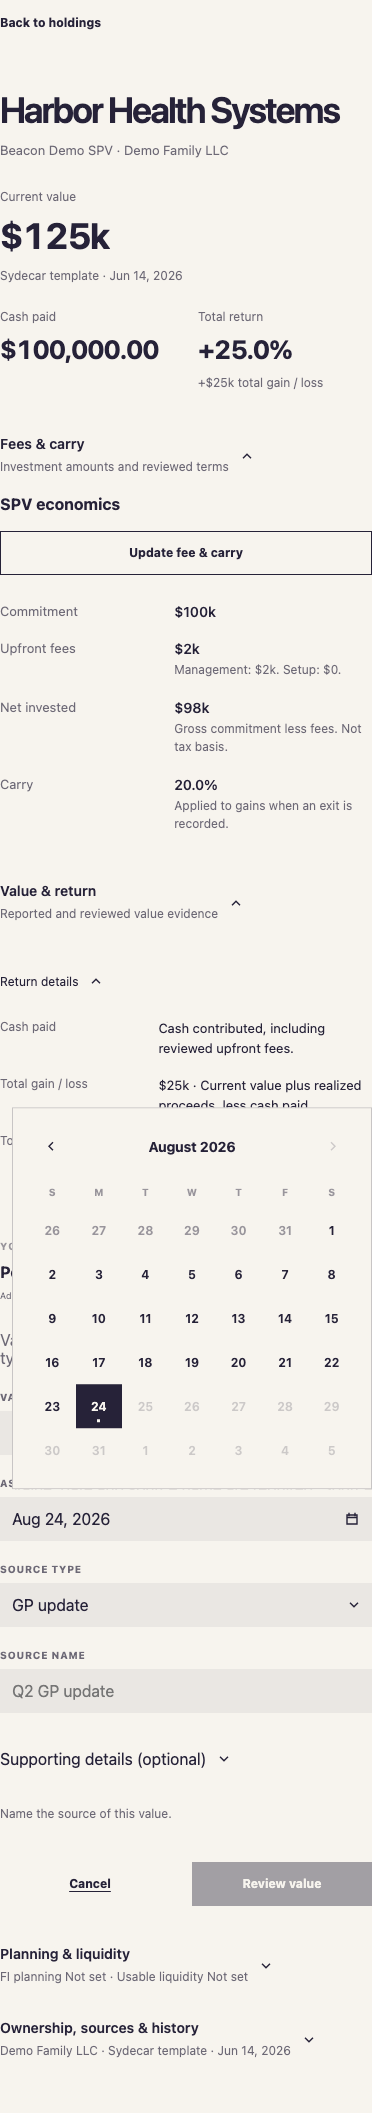 Back to holdings
Harbor Health Systems
Beacon Demo SPV · Demo Family LLC
Current value
$125k
Sydecar template · Jun 14, 2026
Cash paid Total return
$100,000.00 +25.0%
+$25k total gain / loss
Fees & carry
Investment amounts and reviewed terms
SPV economics
Update fee & carry
Commitment $100k
Upfront fees $2k
Management: $2k. Setup: $0.
Net invested $98k
Gross commitment less fees. Not
tax basis.
Carry 20.0%
Applied to gains when an exit is
recorded.
Value & return
Reported and reviewed value evidence
Return details
Cash paid Cash contributed, including
reviewed upfront fees.
Total gain / loss $25k · Current value plus realized
proceeds, less cash paid
August 2026
S M T W T F S
26 27 28 29 30 31 1
2 3 4 5 6 7 8
9 10 11 12 13 14 15
16 17 18 19 20 21 22
23 24 25 26 27 28 29
30 31 1 2 3 4 5
Aug 24, 2026
SOURCE TYPE
GP update
SOURCE NAME
Q2 GP update
Supporting details (optional)
Name the source of this value.
Cancel Review value
Planning & liquidity
FI planning Not set · Usable liquidity Not set
Ownership, sources & history
Demo Family LLC · Sydecar template · Jun 14, 2026